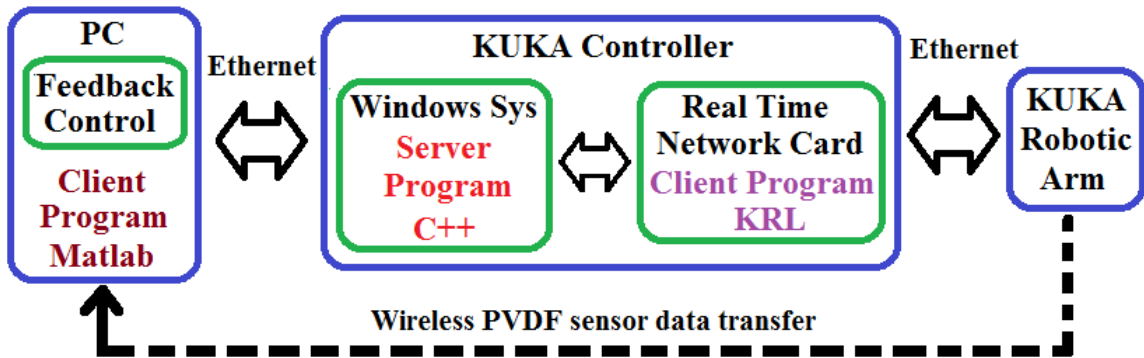 PC
Feedback
Control
Client
Program
Matlab
Ethernet
KUKA Controller
Windows Sys
Server
Program
C++
Real Time
Network Card
Client Program
KRL
Ethernet
KUKA
Robotic
Arm
Wireless PVDF sensor data transfer